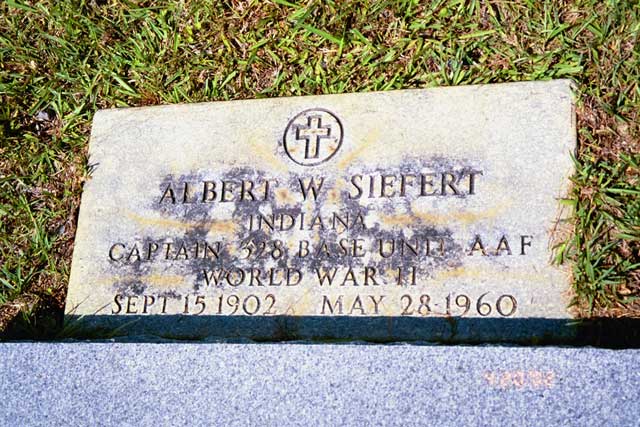 ALBERT W SIEFERT
INDIANA
CAPTAIN 328 BASE UNIT AAF
WORLD WAR II
SEPT 15 1902 MAY 28 1960